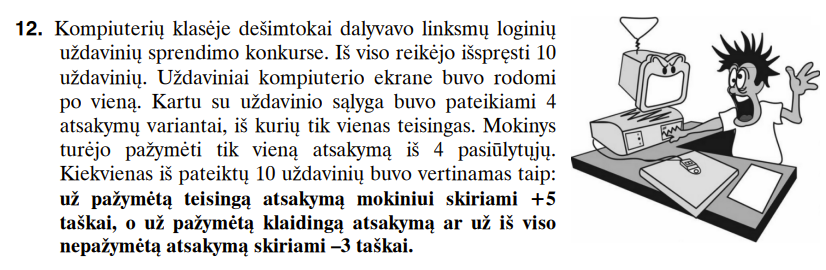 12. Kompiuterių klasėje dešimtokai dalyvavo linksmų loginių
uždavinių sprendimo konkurse. Iš viso reikėjo išspręsti 10
uždavinių. Uždaviniai kompiuterio ekrane buvo rodomi
po vieną. Kartu su uždavinio sąlyga buvo pateikiami 4
atsakymų variantai, iš kurių tik vienas teisingas. Mokinys
turėjo pažymėti tik vieną atsakymą iš 4 pasiūlytųjų.
Kiekvienas iš pateiktų 10 uždavinių buvo vertinamas taip:
už pažymėtą teisingą atsakymą mokiniui skiriami +5
taškai, o už pažymėtą klaidingą atsakymą ar už iš viso
nepažymėtą atsakymą skiriami –3 taškai.